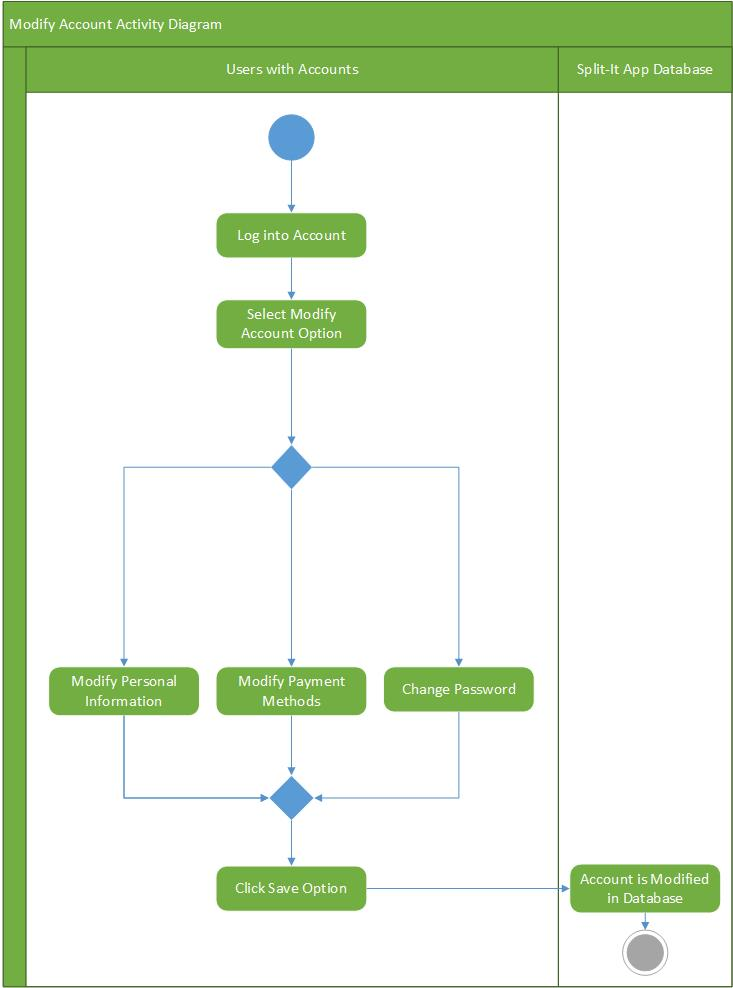 Modify Account Activity Diagram
Users with Accounts
Split-It App Database
Log into Account
Select Modify
Account Option
Modify Personal
Information
Modify Payment
Methods
Change Password
Click Save Option
Account is Modified
in Database